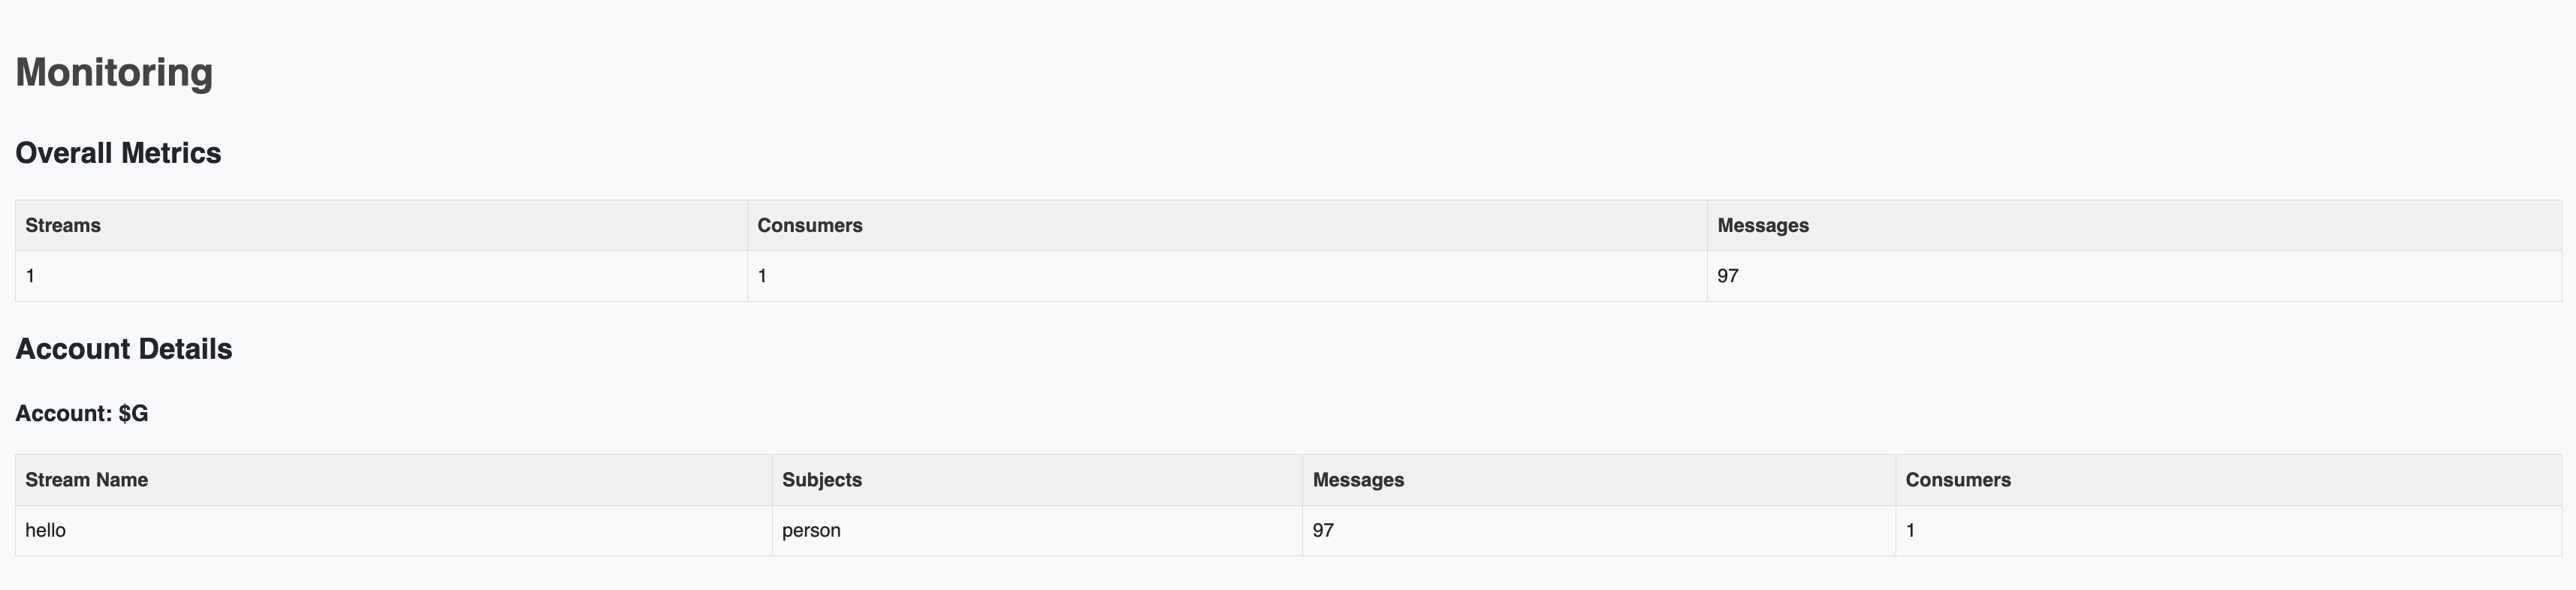 Monitoring
Overall Metrics
Streams Consumers Messages
1 1 97
Account Details
Account: $G
Stream Name Subjects Messages Consumers
hello person 97 1